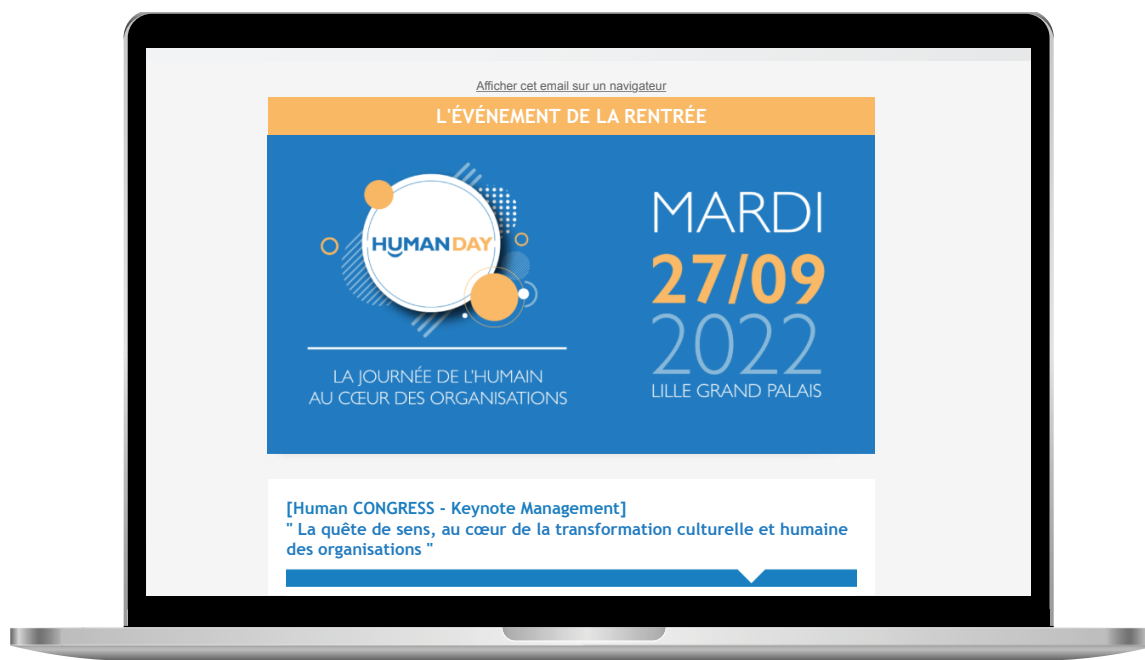 Afficher cet email sur un navigateur
L'ÉVÉNEMENT DE LA RENTRÉE
HUMANDAY
LA JOURNÉE DE L'HUMAIN
AU CŒUR DES ORGANISATIONS
MARDI
27/09
2022
LILLE GRAND PALAIS
[Human CONGRESS - Keynote Management]
" La quête de sens, au cœur de la transformation culturelle et humaine
des organisations "